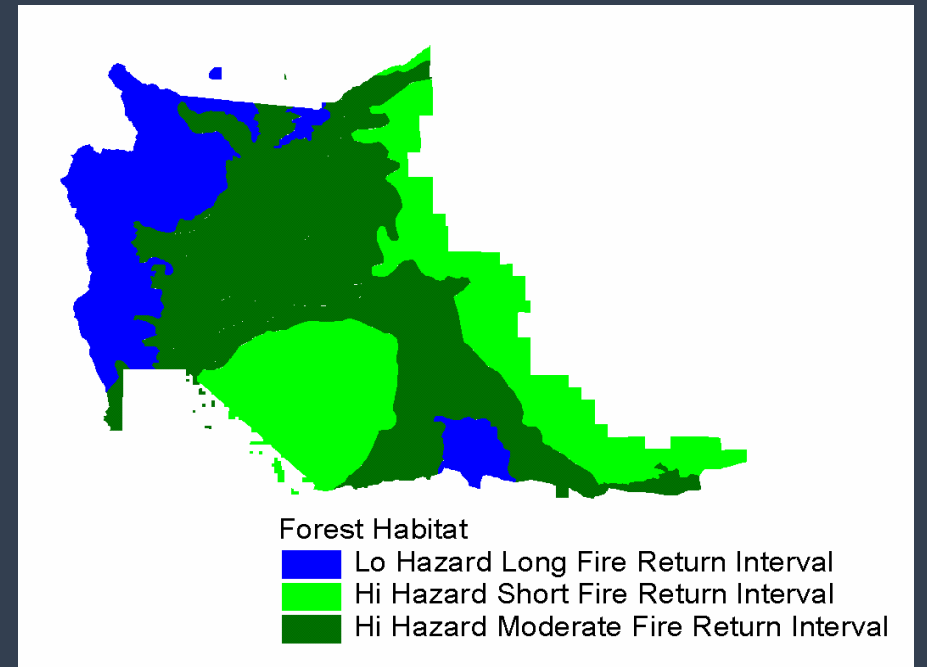 Forest Habitat
Lo Hazard Long Fire Return Interval
Hi Hazard Short Fire Return Interval
Hi Hazard Moderate Fire Return Interval